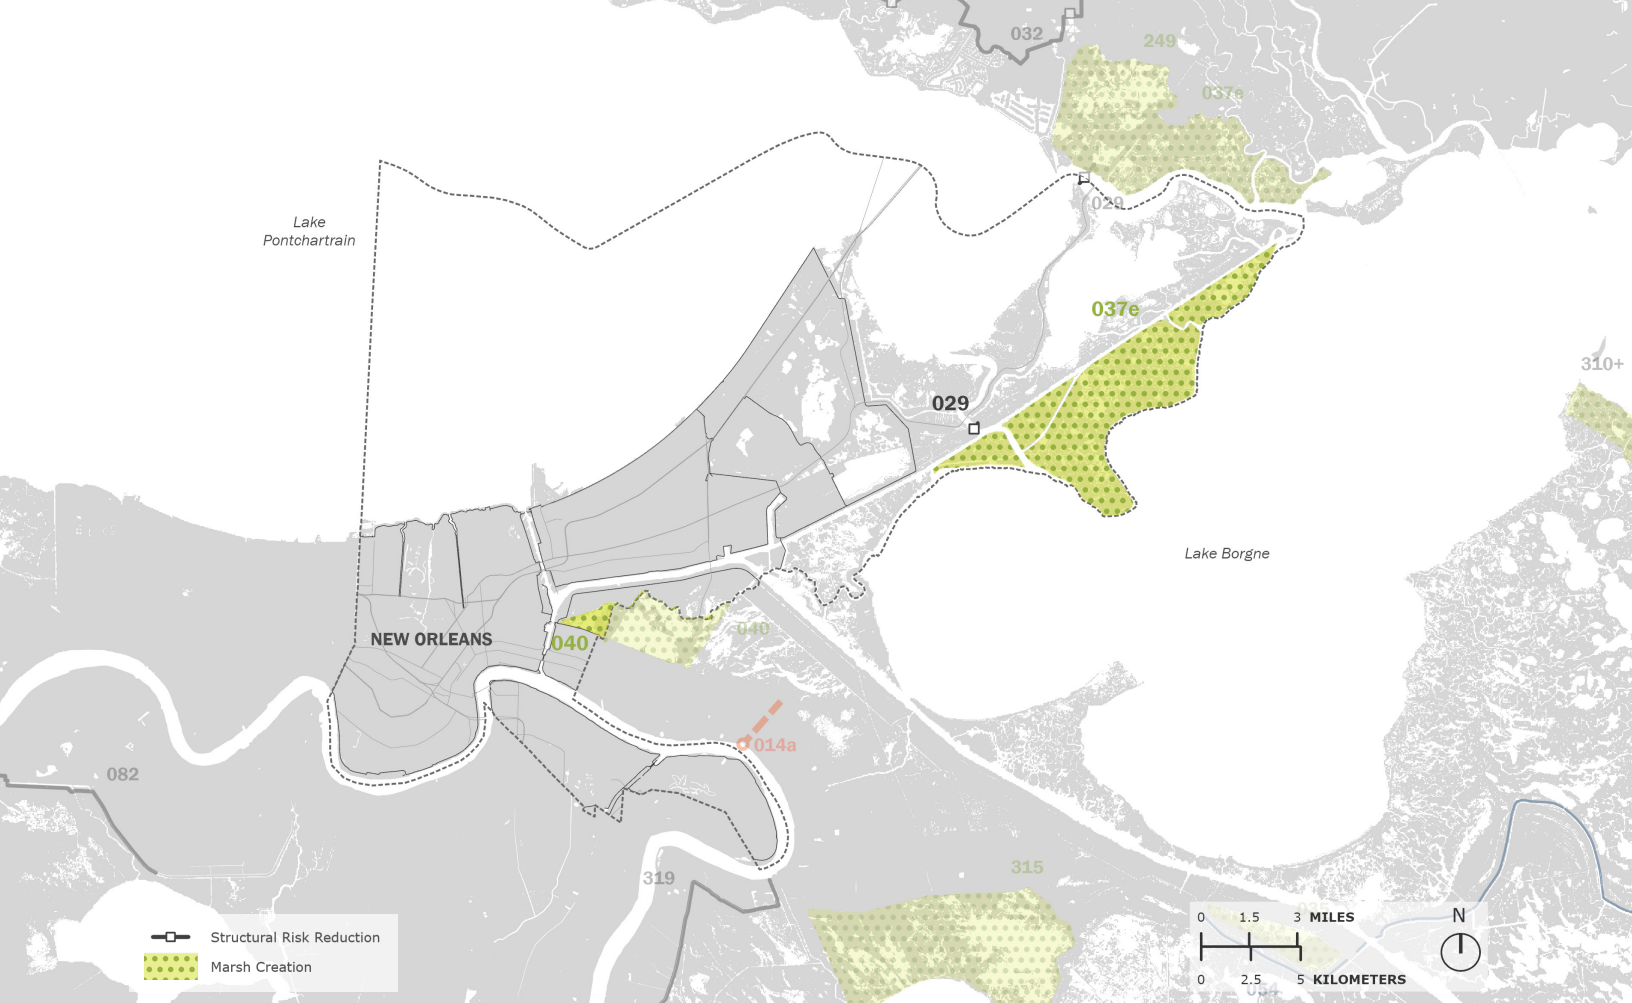 032
249
037e
029
Lake
Pontchartrain
037e
310+
029
Lake Borgne
NEW ORLEANS
040
040
014a
082
319
315
Structural Risk Reduction
Marsh Creation
0 1.5 3 MILES
0 2.5 5 KILOMETERS
N